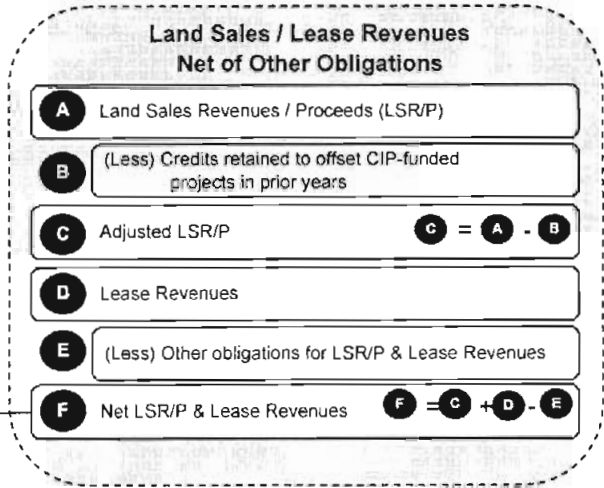 Land Sales / Lease Revenues
Net of Other Obligations
A Land Sales Revenues / Proceeds (LSR/P)
B (Less) Credits retained to offset CIP-funded
projects in prior years
C Adjusted LSR/P C = A - B
D Lease Revenues
E (Less) Other obligations for LSR/P & Lease Revenues
F Net LSR/P & Lease Revenues F = C + D - E